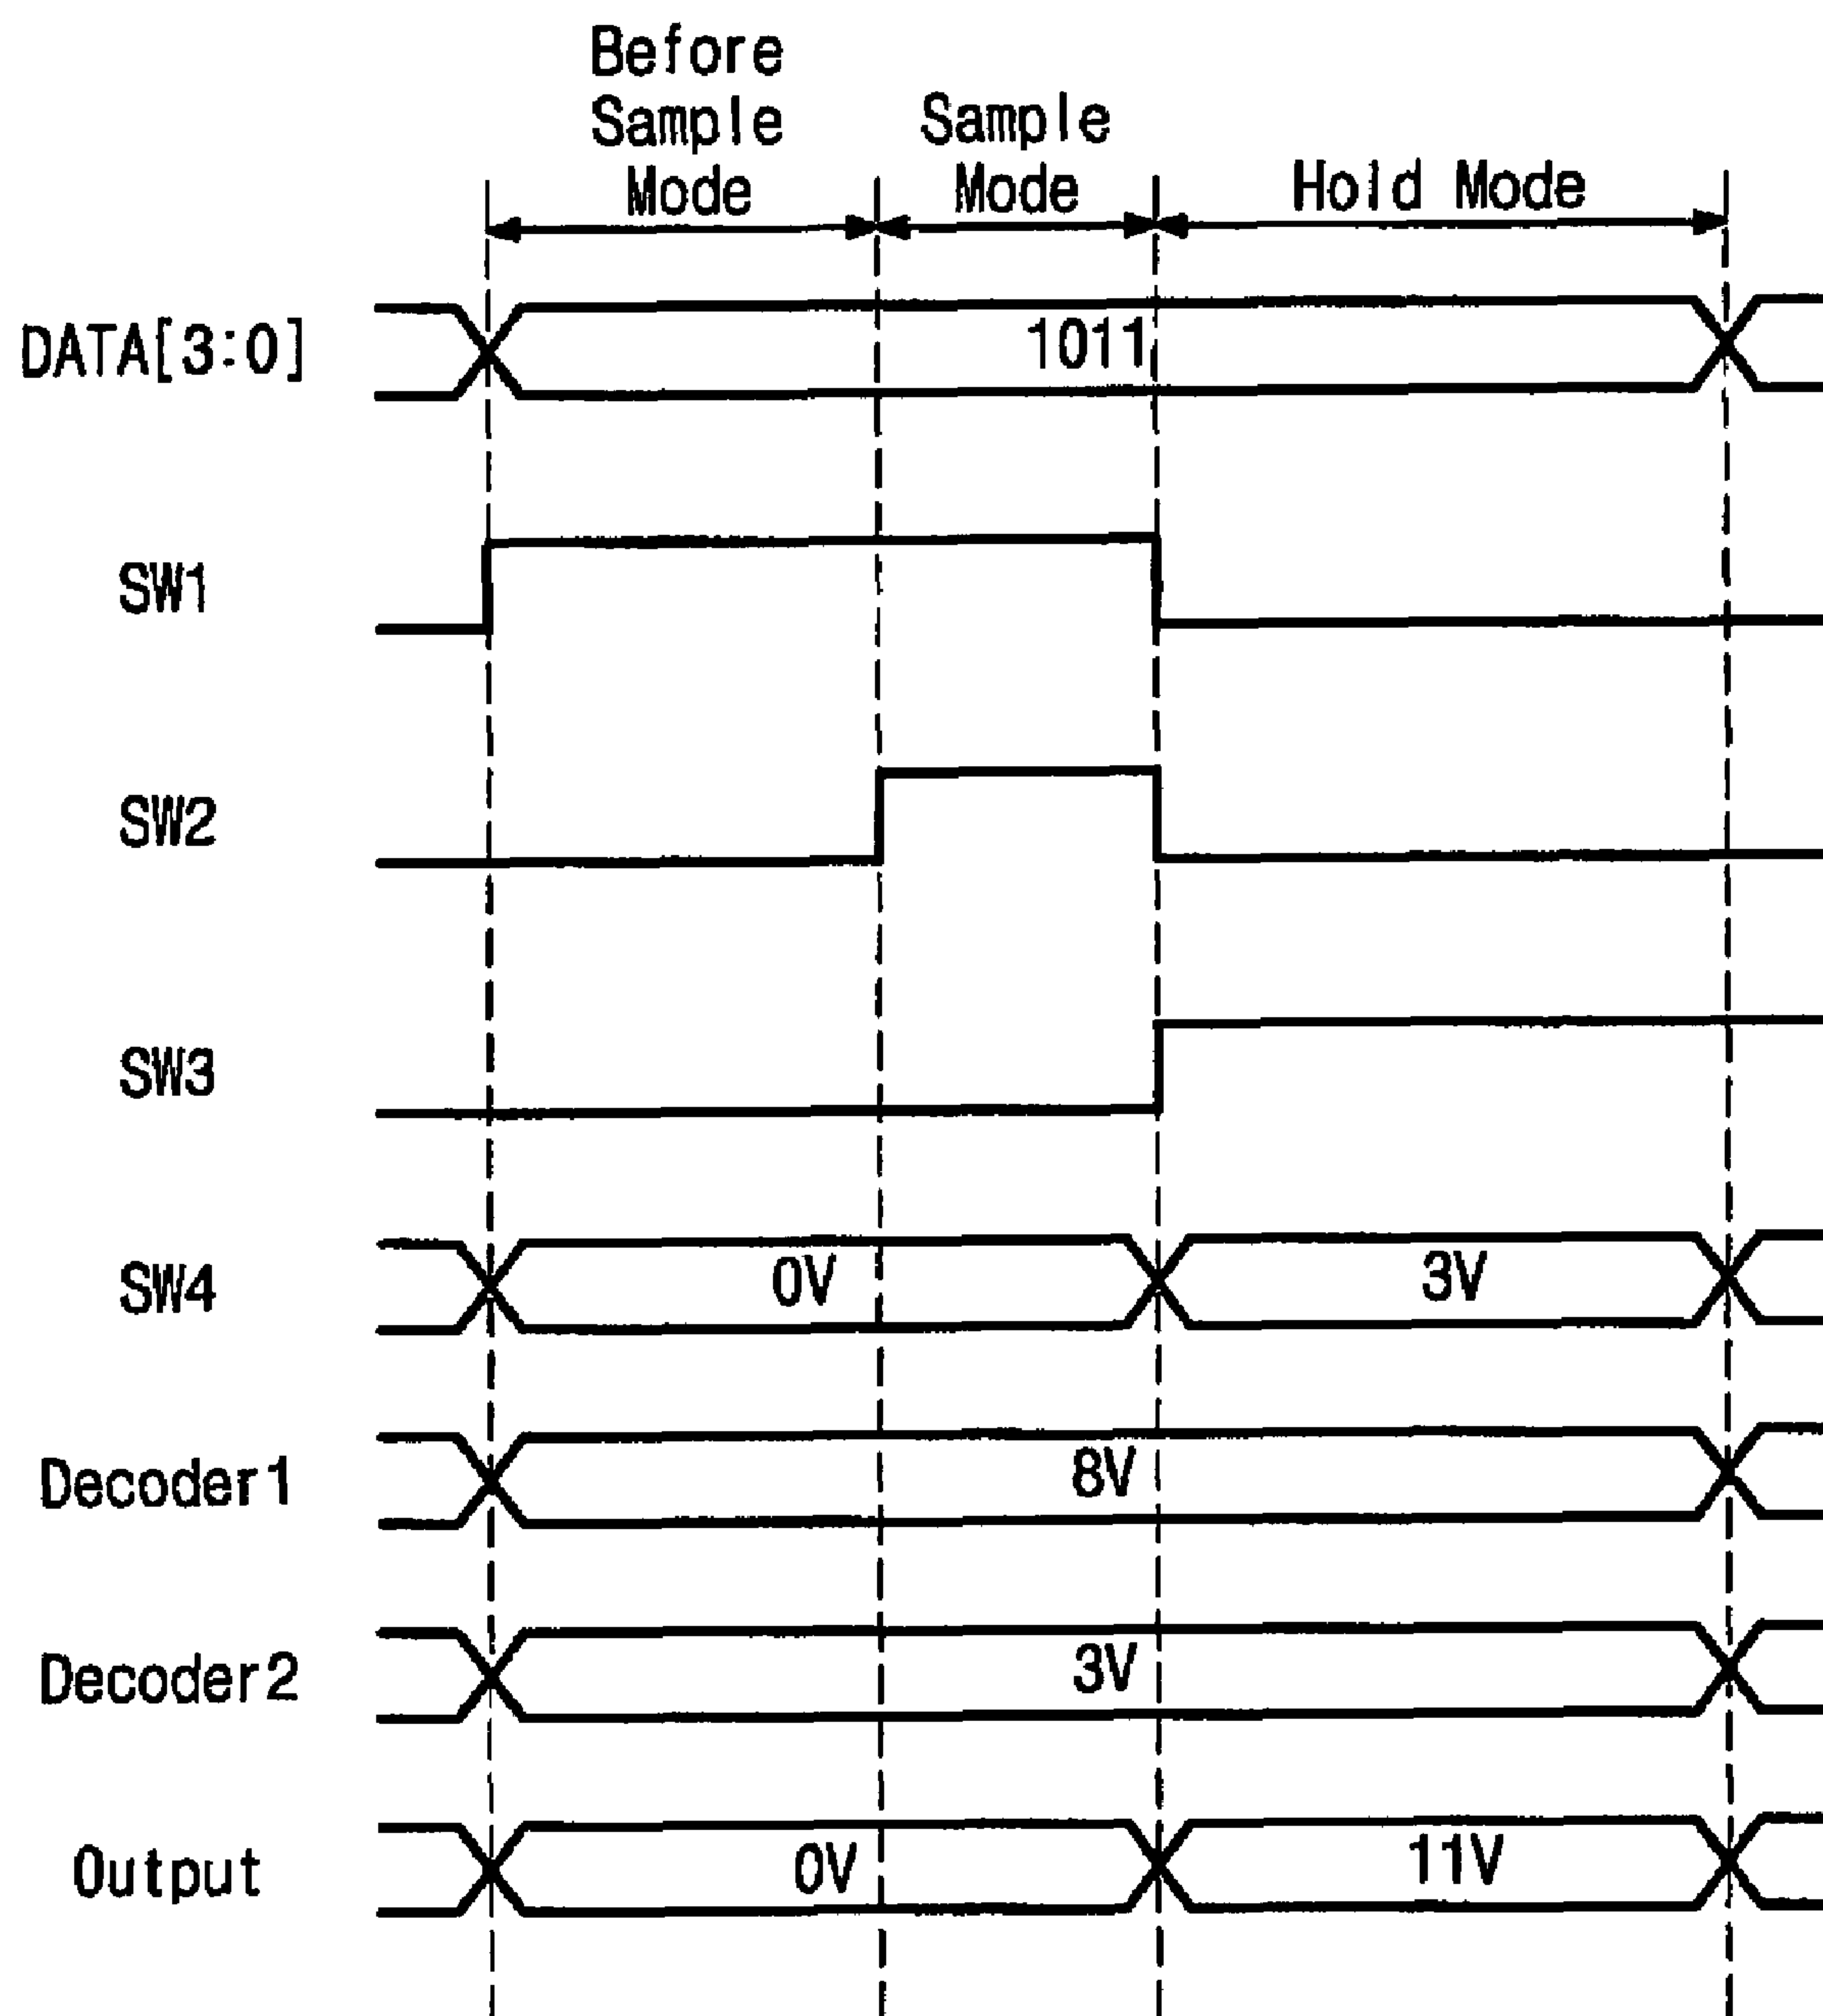 Before
Sample
Mode
Sample
Mode
Hold Mode
DATA[3:0]
1011
SW1
SW2
SW3
SW4
0V
3V
Decoder1
8V
Decoder2
3V
Output
0V
11V